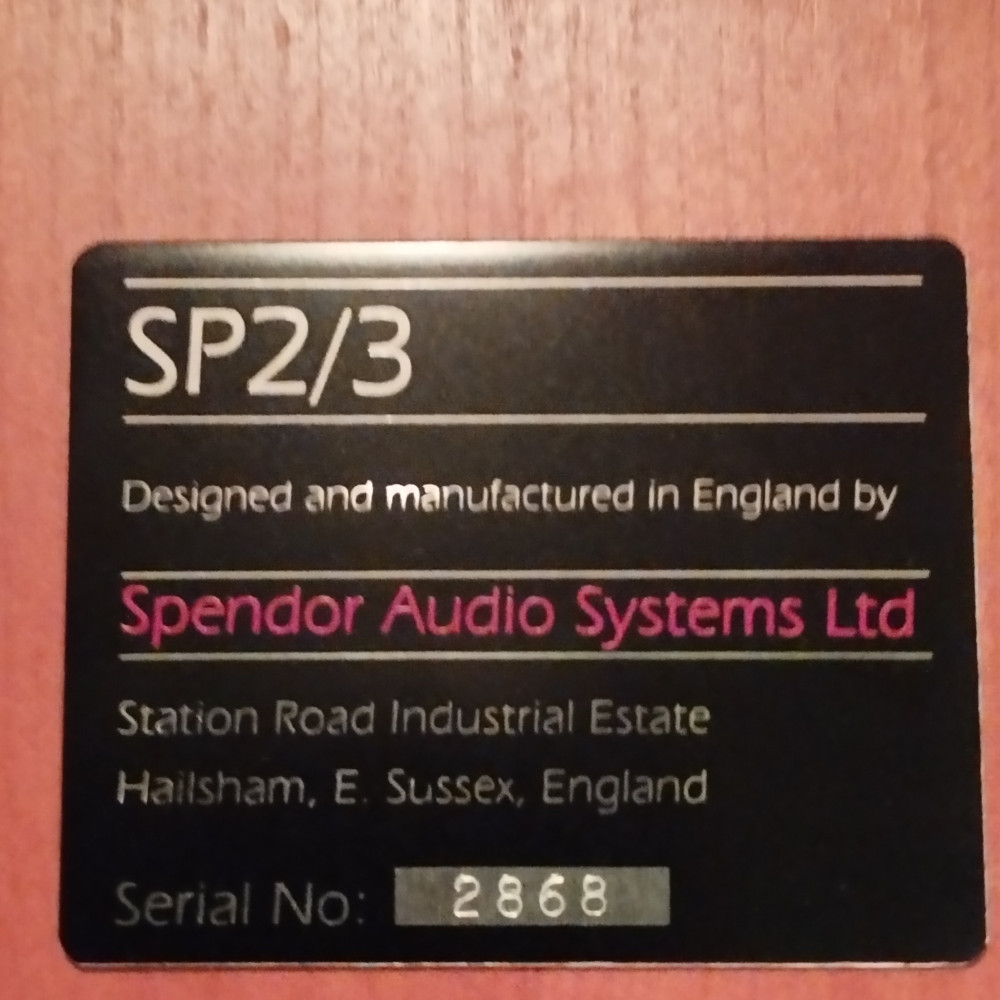 SP2/3
Designed and manufactured in England by
Spendor Audio Systems Ltd
Station Road Industrial Estate
Hailsham, E. Sussex, England
Serial No: 2868